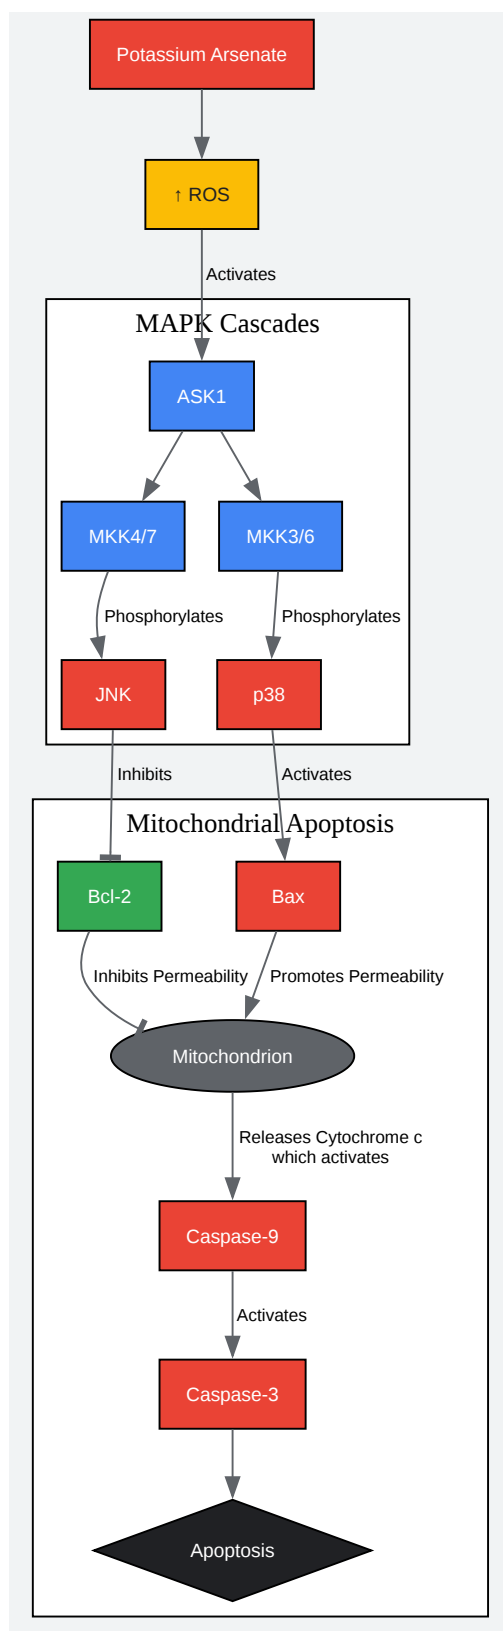 Potassium Arsenate
↑ ROS
Activates
MAPK Cascades
ASK1
MKK4/7
MKK3/6
Phosphorylates
Phosphorylates
JNK
p38
Inhibits
Activates
Mitochondrial Apoptosis
Bcl-2
Bax
Inhibits Permeability
Promotes Permeability
Mitochondrion
Releases Cytochrome c
which activates
Caspase-9
Activates
Caspase-3
Apoptosis